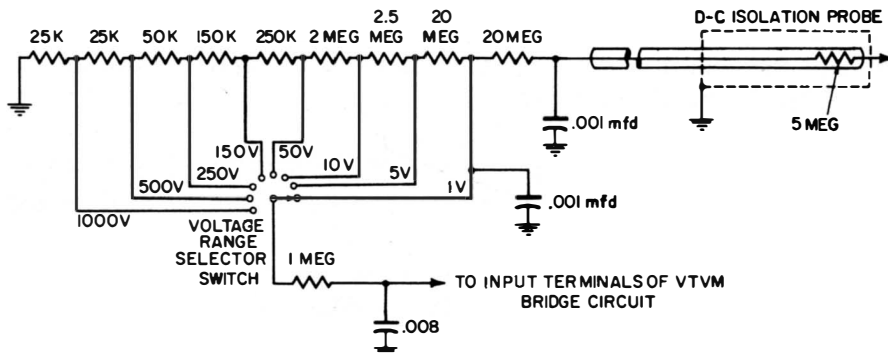 D-C ISOLATION PROBE
25K 25K 50K 150K 250K 2 MEG 2.5 MEG 20 MEG 20 MEG
5 MEG
.001 mfd
150V 50V
250V 10V
500V 5V
1000V 1V
.001 mfd
VOLTAGE
RANGE
SELECTOR
SWITCH
1 MEG
TO INPUT TERMINALS OF VTVM
BRIDGE CIRCUIT
.008